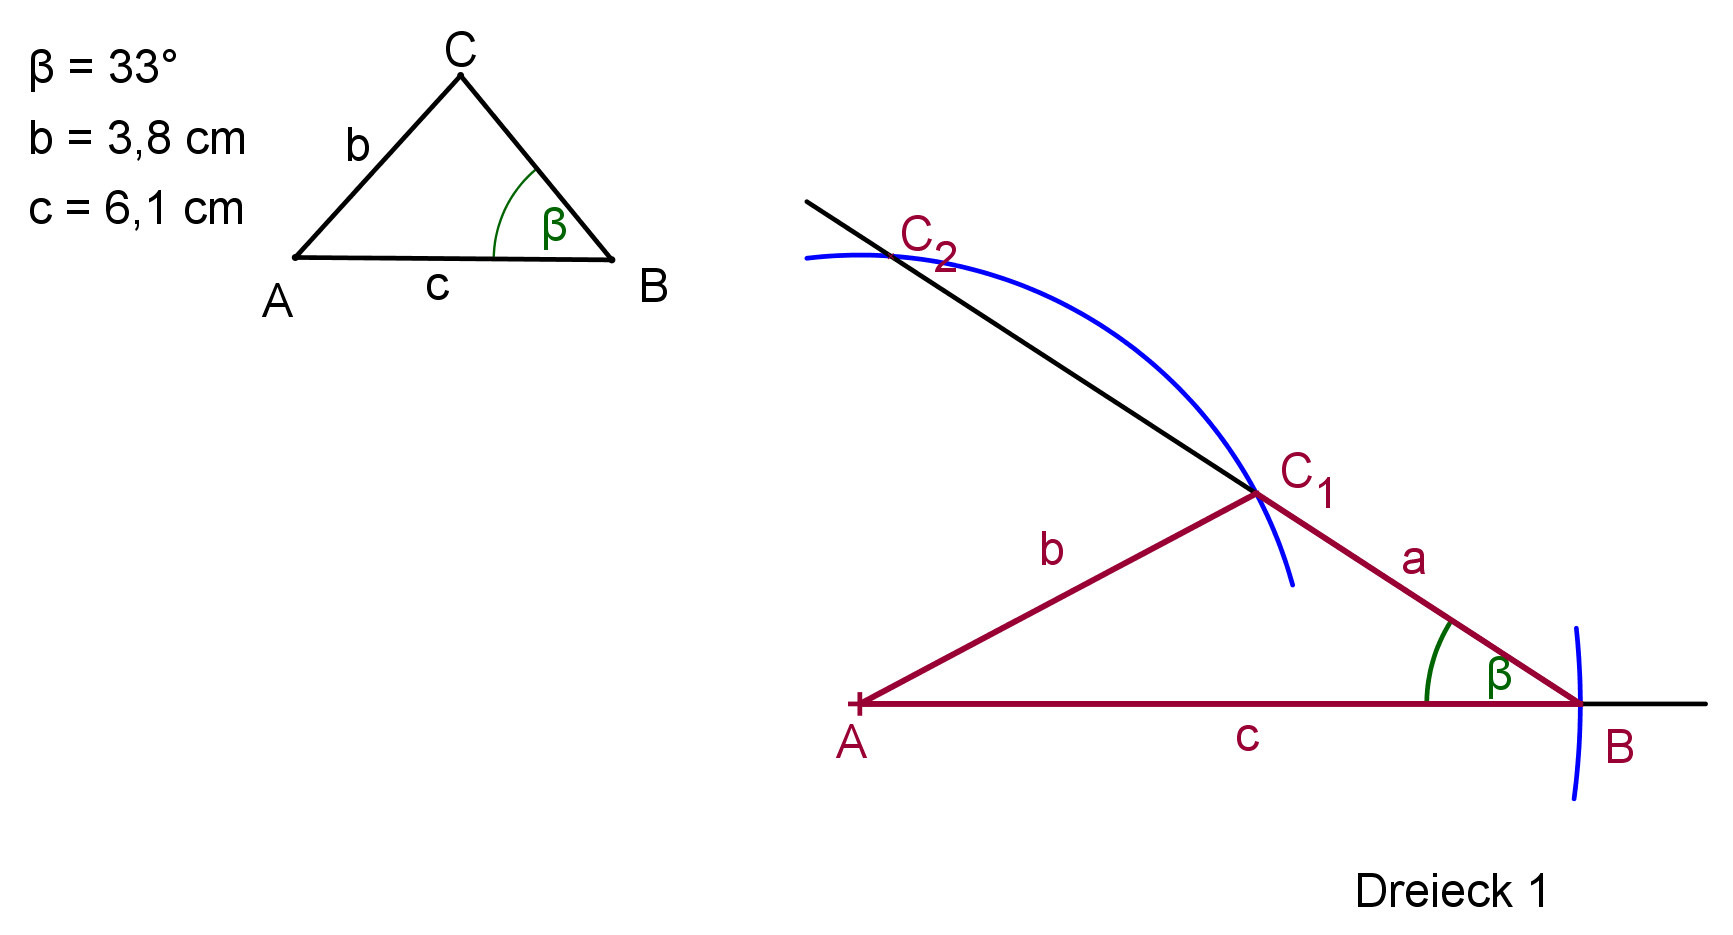 β = 33°
b = 3,8 cm
c = 6,1 cm
C
b
β
A
c
B
C₂
C₁
b
a
β
A
c
B
Dreieck 1